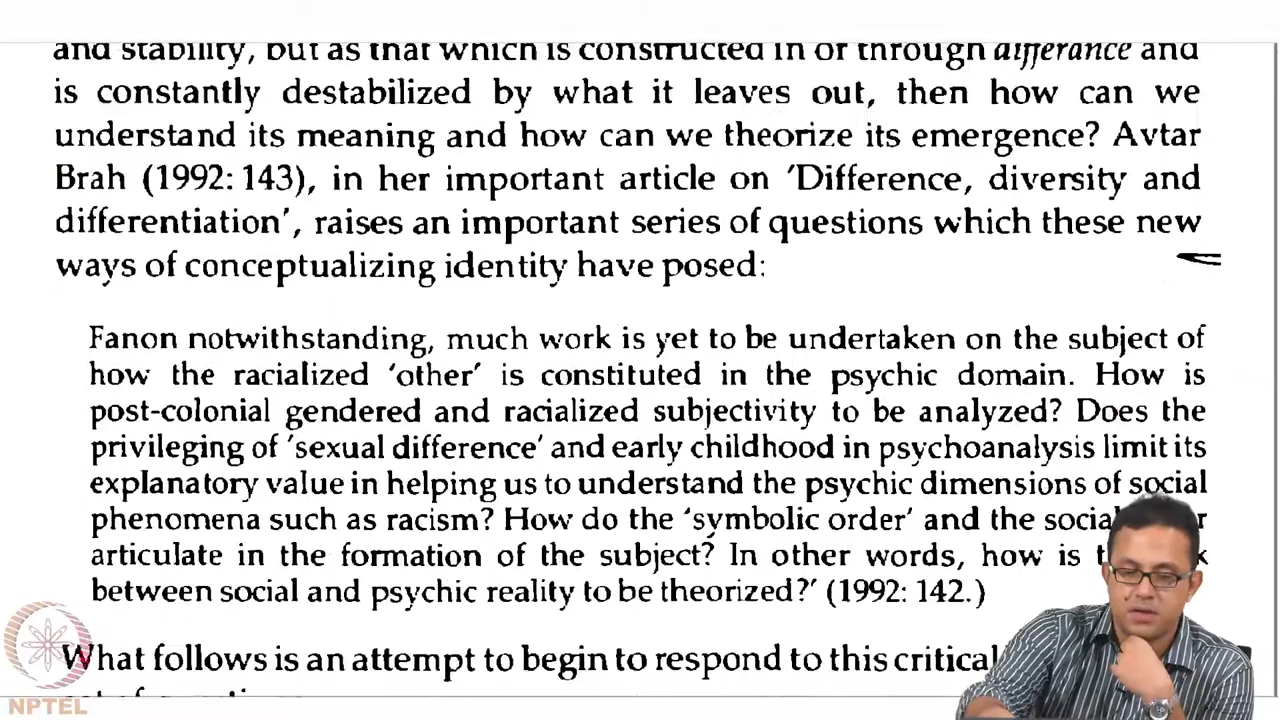 and stability, but as that which is constructed in or through differance and
is constantly destabilized by what it leaves out, then how can we
understand its meaning and how can we theorize its emergence? Avtar
Brah (1992: 143), in her important article on 'Difference, diversity and
differentiation', raises an important series of questions which these new
ways of conceptualizing identity have posed:
Fanon notwithstanding, much work is yet to be undertaken on the subject of
how the racialized 'other' is constituted in the psychic domain. How is
post-colonial gendered and racialized subjectivity to be analyzed? Does the
privileging of 'sexual difference' and early childhood in psychoanalysis limit its
explanatory value in helping us to understand the psychic dimensions of social
phenomena such as racism? How do the 'symbolic order' and the social
articulate in the formation of the subject? In other words, how is
between social and psychic reality to be theorized?' (1992: 142.)
What follows is an attempt to begin to respond to this critical
NPTEL